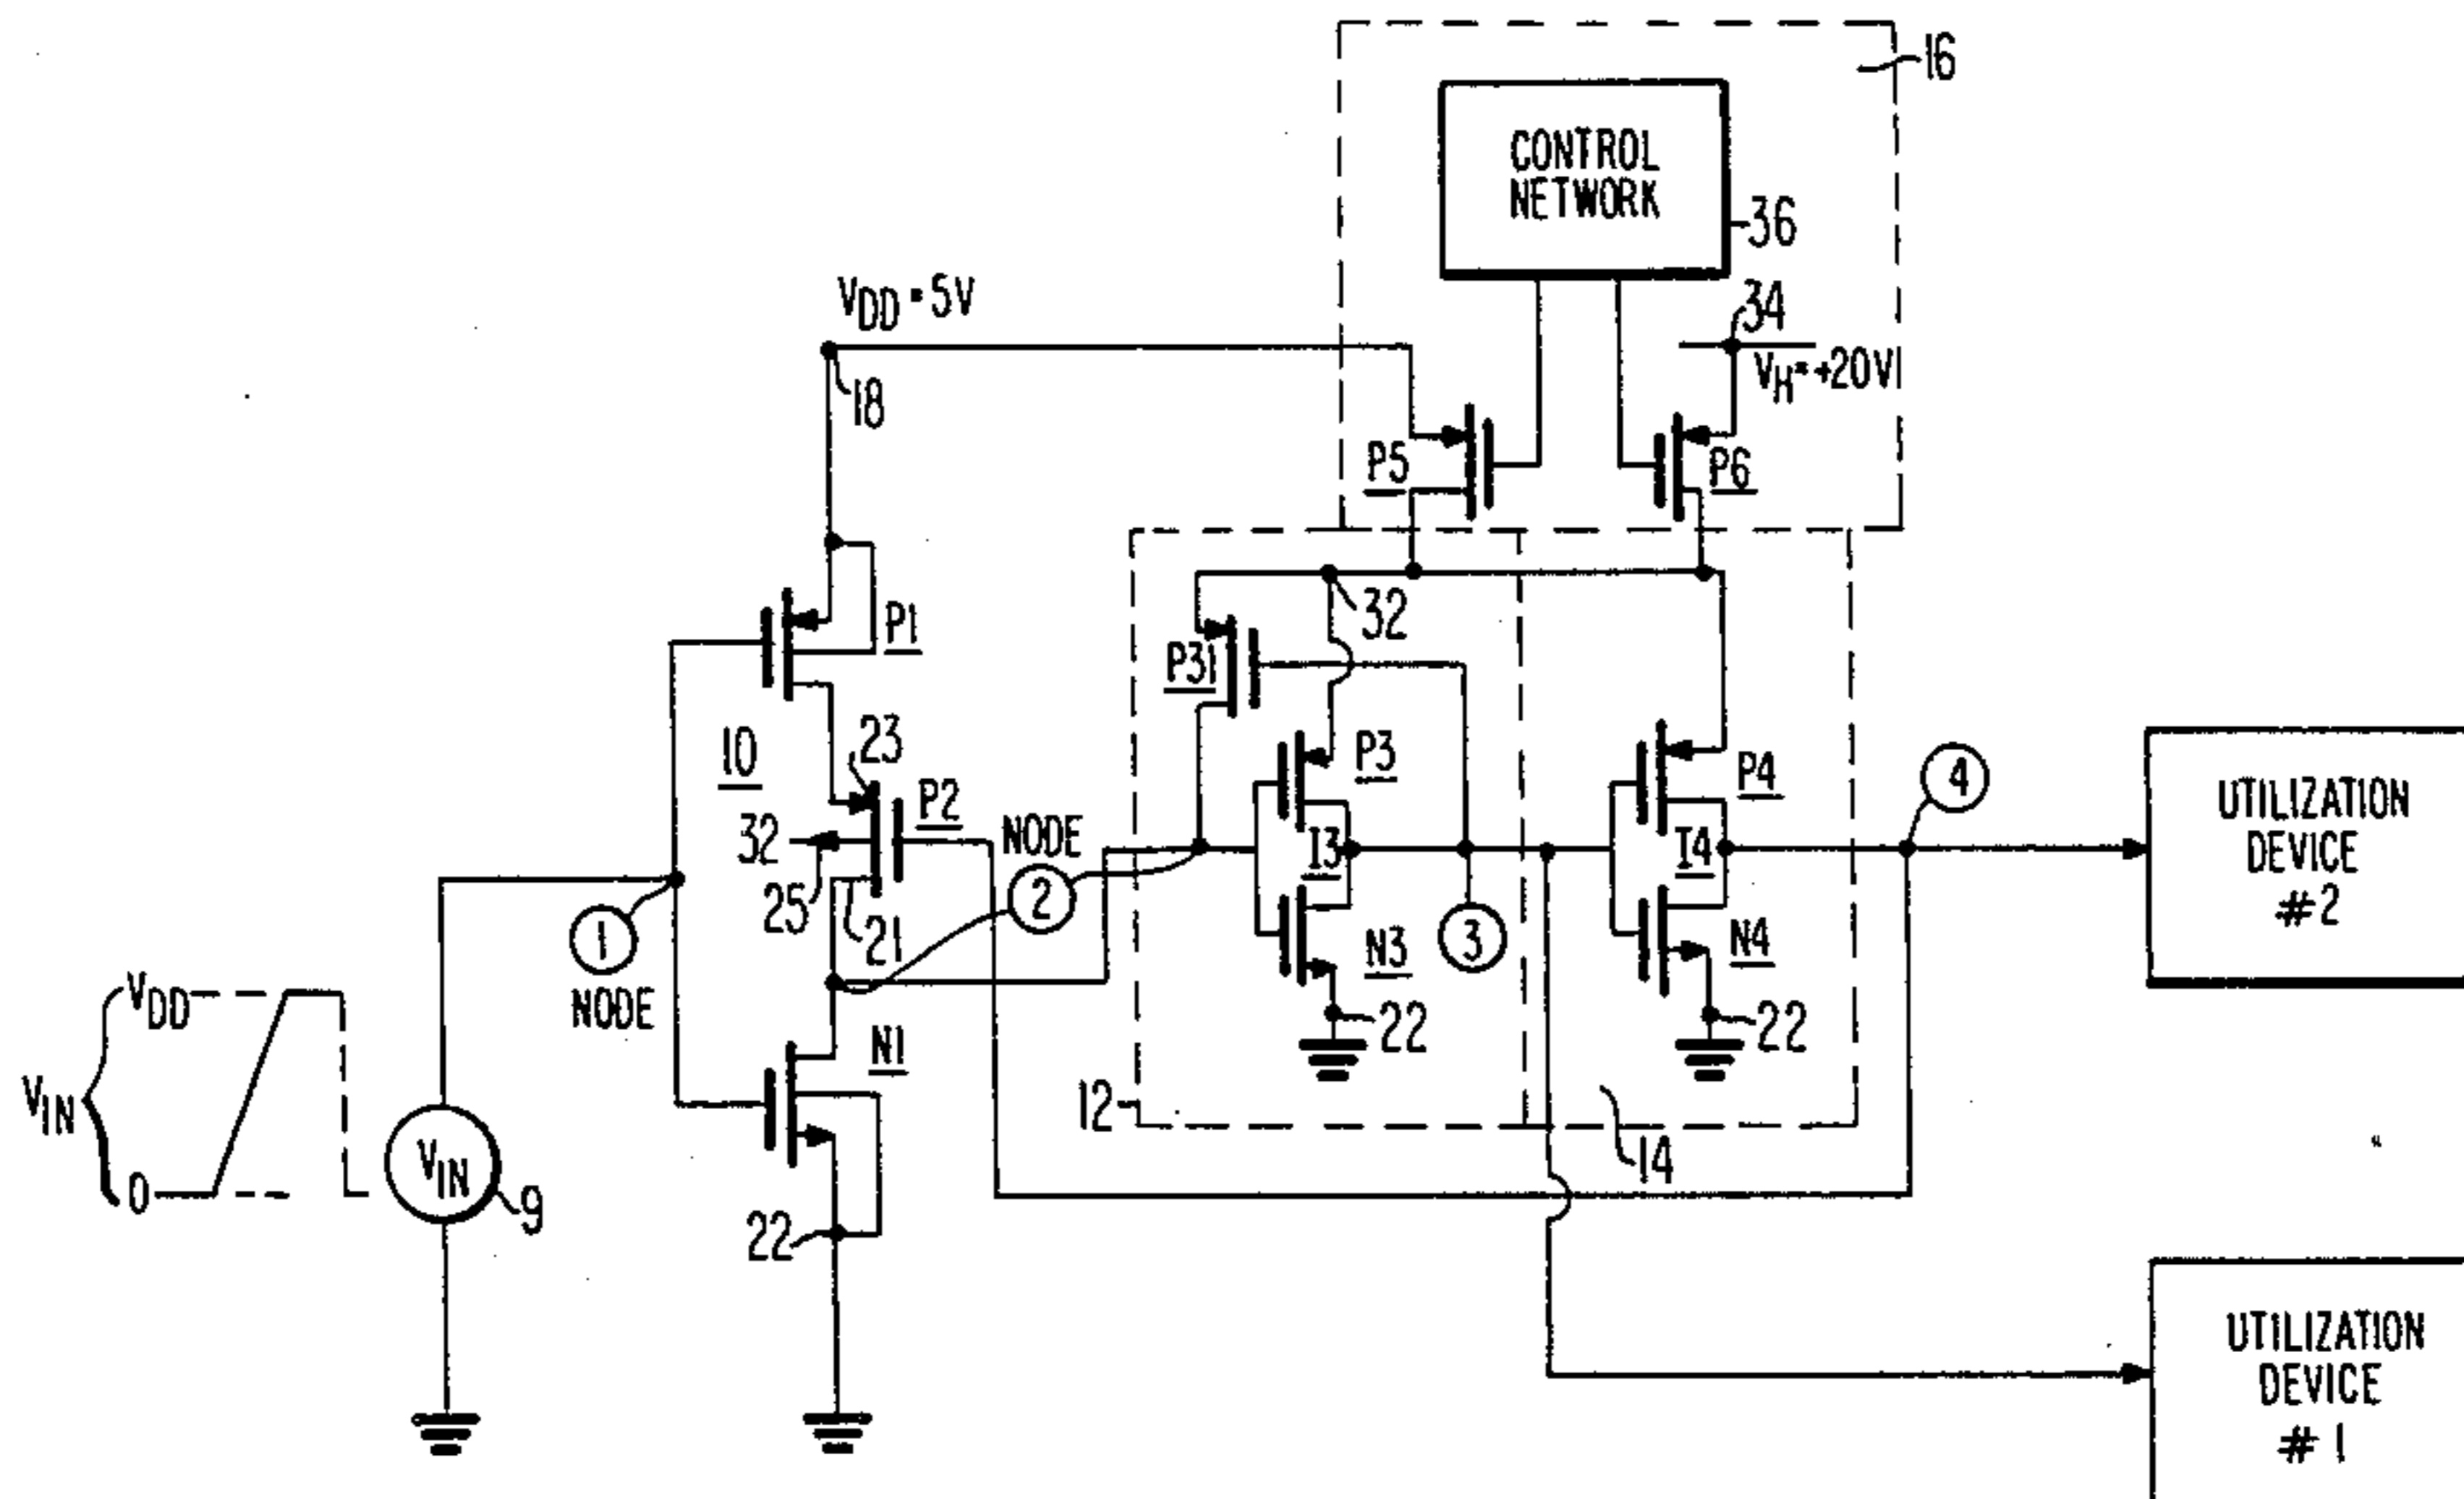 16
CONTROL
NETWORK
36
VDD = 5V
34
VH = +20V
18
P5
P6
32
P1
P31
23
10
P3
P2
P4
4
NODE
32
I3
I4
UTILIZATION
DEVICE
#2
25
2
21
1
3
N3
N4
NODE
VDD
22
22
N1
VIN
12
14
0
VIN
9
22
UTILIZATION
DEVICE
#1